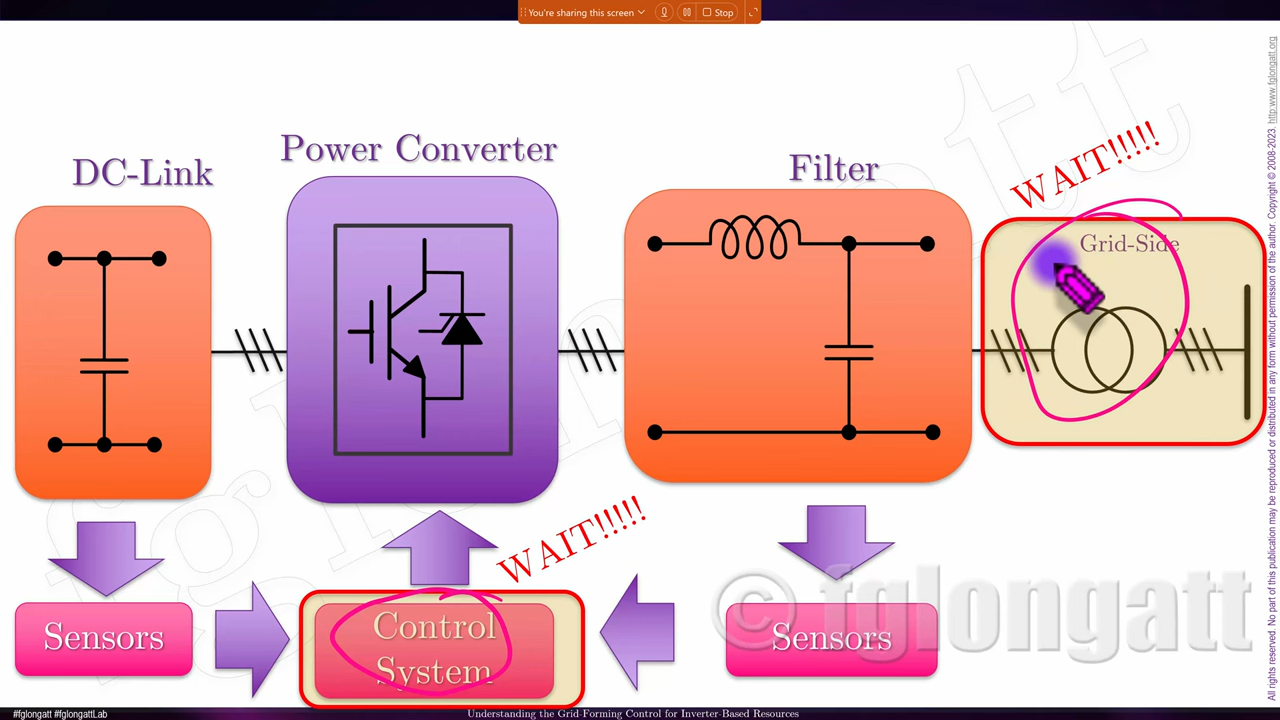 You're sharing this screen
Stop
DC-Link
Power Converter
Filter
WAIT!!!!!
Grid-Side
WAIT!!!!!
Sensors
Control
System
Sensors
© fglongatt
All rights reserved. No part of this publication may be reproduced or distributed in any form without permission of the author. Copyright © 2008-2023. http:www.fglongatt.org
#fglongatt #fglongattLab
Understanding the Grid-Forming Control for Inverter-Based Resources